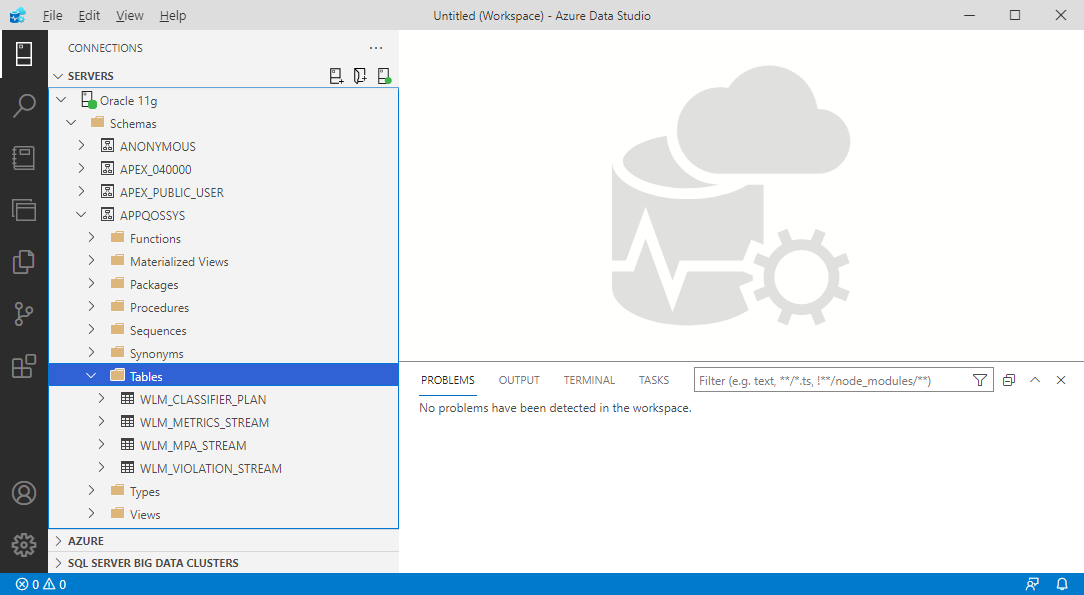 File Edit View Help
Untitled (Workspace) - Azure Data Studio
CONNECTIONS
SERVERS
Oracle 11g
Schemas
ANONYMOUS
APEX_040000
APEX_PUBLIC_USER
APPQOSSYS
Functions
Materialized Views
Packages
Procedures
Sequences
Synonyms
Tables
WLM_CLASSIFIER_PLAN
WLM_METRICS_STREAM
WLM_MPA_STREAM
WLM_VIOLATION_STREAM
Types
Views
AZURE
SQL SERVER BIG DATA CLUSTERS
PROBLEMS OUTPUT TERMINAL TASKS
Filter (e.g. text, **/*.ts, !**/node_modules/**)
No problems have been detected in the workspace.
0 0